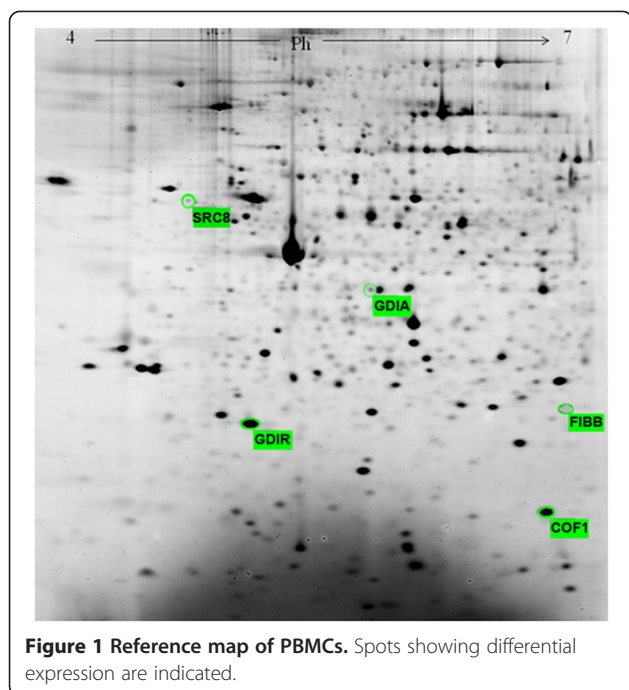 4 Ph 7
SRC8
GDIA
FIBB
GDIR
COF1
Figure 1 Reference map of PBMCs. Spots showing differential
expression are indicated.